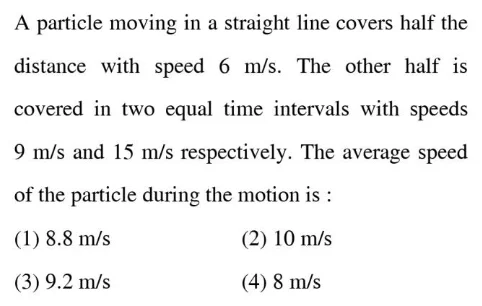 A particle moving in a straight line covers half the
distance with speed 6 m/s. The other half is
covered in two equal time intervals with speeds
9 m/s and 15 m/s respectively. The average speed
of the particle during the motion is :
(1) 8.8 m/s (2) 10 m/s
(3) 9.2 m/s (4) 8 m/s